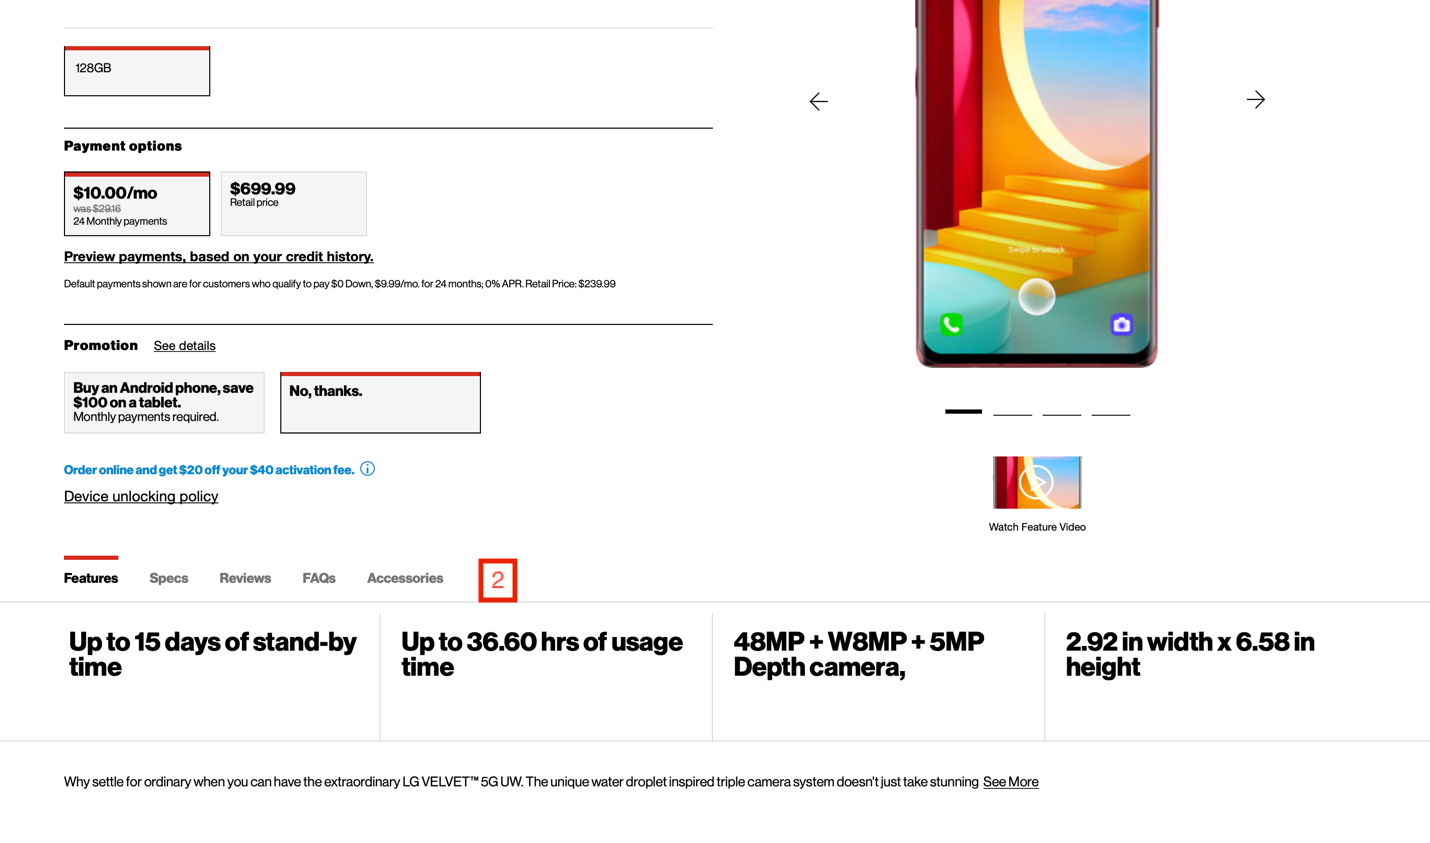 128GB
Payment options
$10.00/mo
was $29.16
24 Monthly payments
$699.99
Retail price
Preview payments, based on your credit history.
Default payments shown are for customers who qualify to pay $0 Down, $9.99/mo. for 24 months; 0% APR. Retail Price: $239.99
Promotion See details
Buy an Android phone, save
$100 on a tablet.
Monthly payments required.
No, thanks.
Order online and get $20 off your $40 activation fee.
Device unlocking policy
Swipe to unlock
Watch Feature Video
Features Specs Reviews FAQs Accessories 2
Up to 15 days of stand-by
time
Up to 36.60 hrs of usage
time
48MP + W8MP + 5MP
Depth camera,
2.92 in width x 6.58 in
height
Why settle for ordinary when you can have the extraordinary LG VELVET™ 5G UW. The unique water droplet inspired triple camera system doesn't just take stunning See More